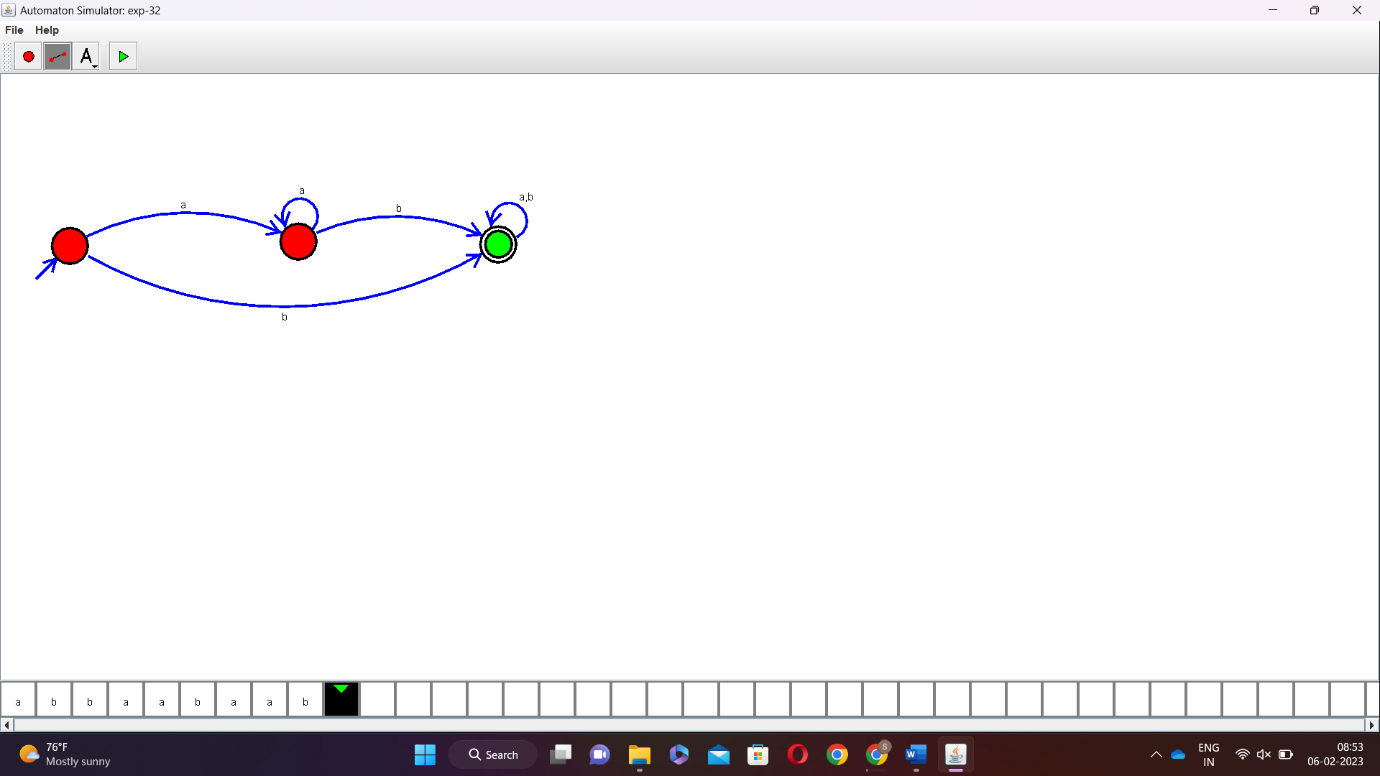 Automaton Simulator: exp-32
File Help
A
a
a
b
a,b
b
a b b a a b a a b
76°F
Mostly sunny
Search
S
ENG
IN
08:53
06-02-2023